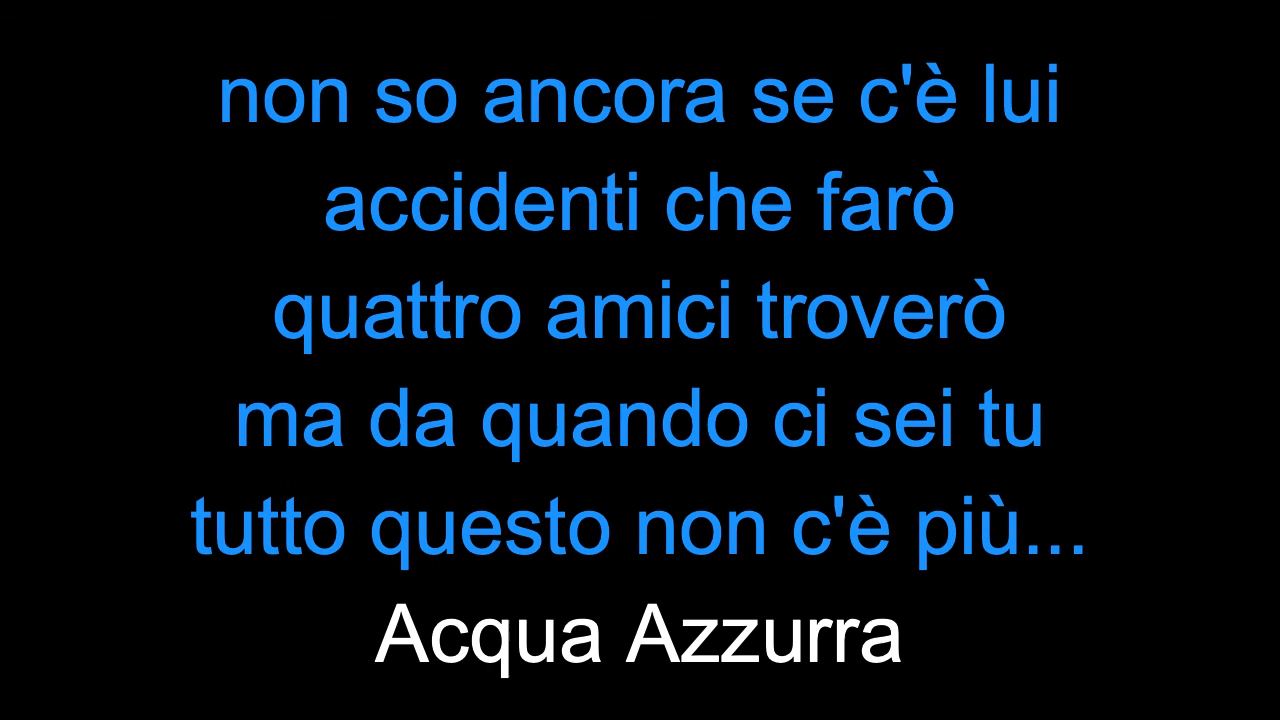 non so ancora se c'è lui
accidenti che farò
quattro amici troverò
ma da quando ci sei tu
tutto questo non c'è più...
Acqua Azzurra